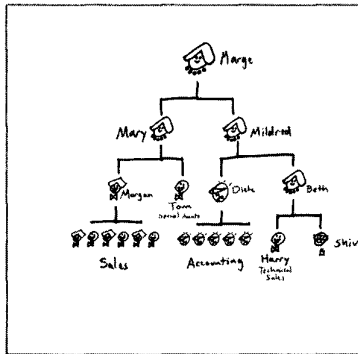 Marge
Mary
Mildred
Morgan
Tom
Dick
Beth
Sales
Accounting
Harry
Technical
Sales
Shiv